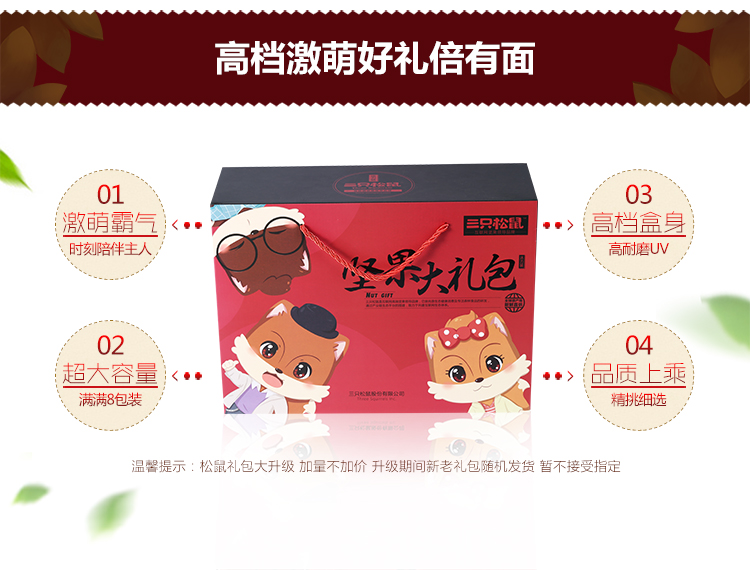 高档激萌好礼倍有面
01
激萌霸气
时刻陪伴主人
02
超大容量
满满8包装
03
高档盒身
高耐磨UV
04
品质上乘
精挑细选
三只松鼠
三只松鼠
坚果大礼包
NUT GIFT
三只松鼠股份有限公司
温馨提示：松鼠礼包大升级 加量不加价 升级期间新老礼包随机发货 暂不接受指定